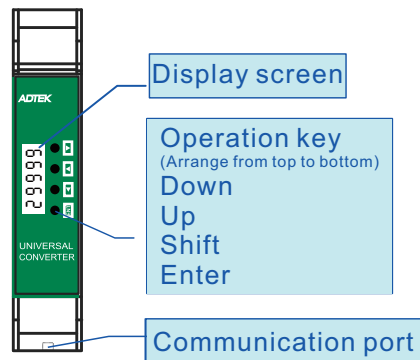 Display screen
ADTEK
Operation key
(Arrange from top to bottom)
Down
Up
Shift
Enter
UNIVERSAL
CONVERTER
Communication port